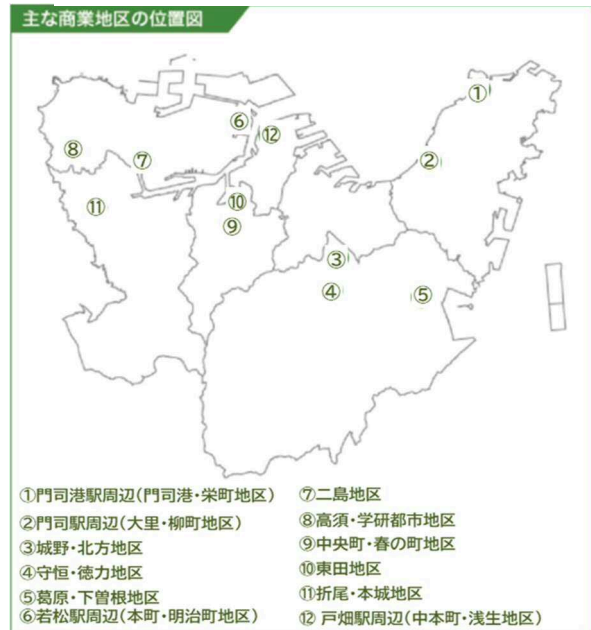 主な商業地区の位置図
①
⑥
⑫
②
⑧
⑦
⑩
⑪
⑨
③
④
⑤
①門司港駅周辺(門司港・栄町地区)
②門司駅周辺(大里・柳町地区)
③城野・北方地区
④守恒・徳力地区
⑤葛原・下曽根地区
⑥若松駅周辺(本町・明治町地区)
⑦二島地区
⑧高須・学研都市地区
⑨中央町・春の町地区
⑩東田地区
⑪折尾・本城地区
⑫戸畑駅周辺(中本町・浅生地区)